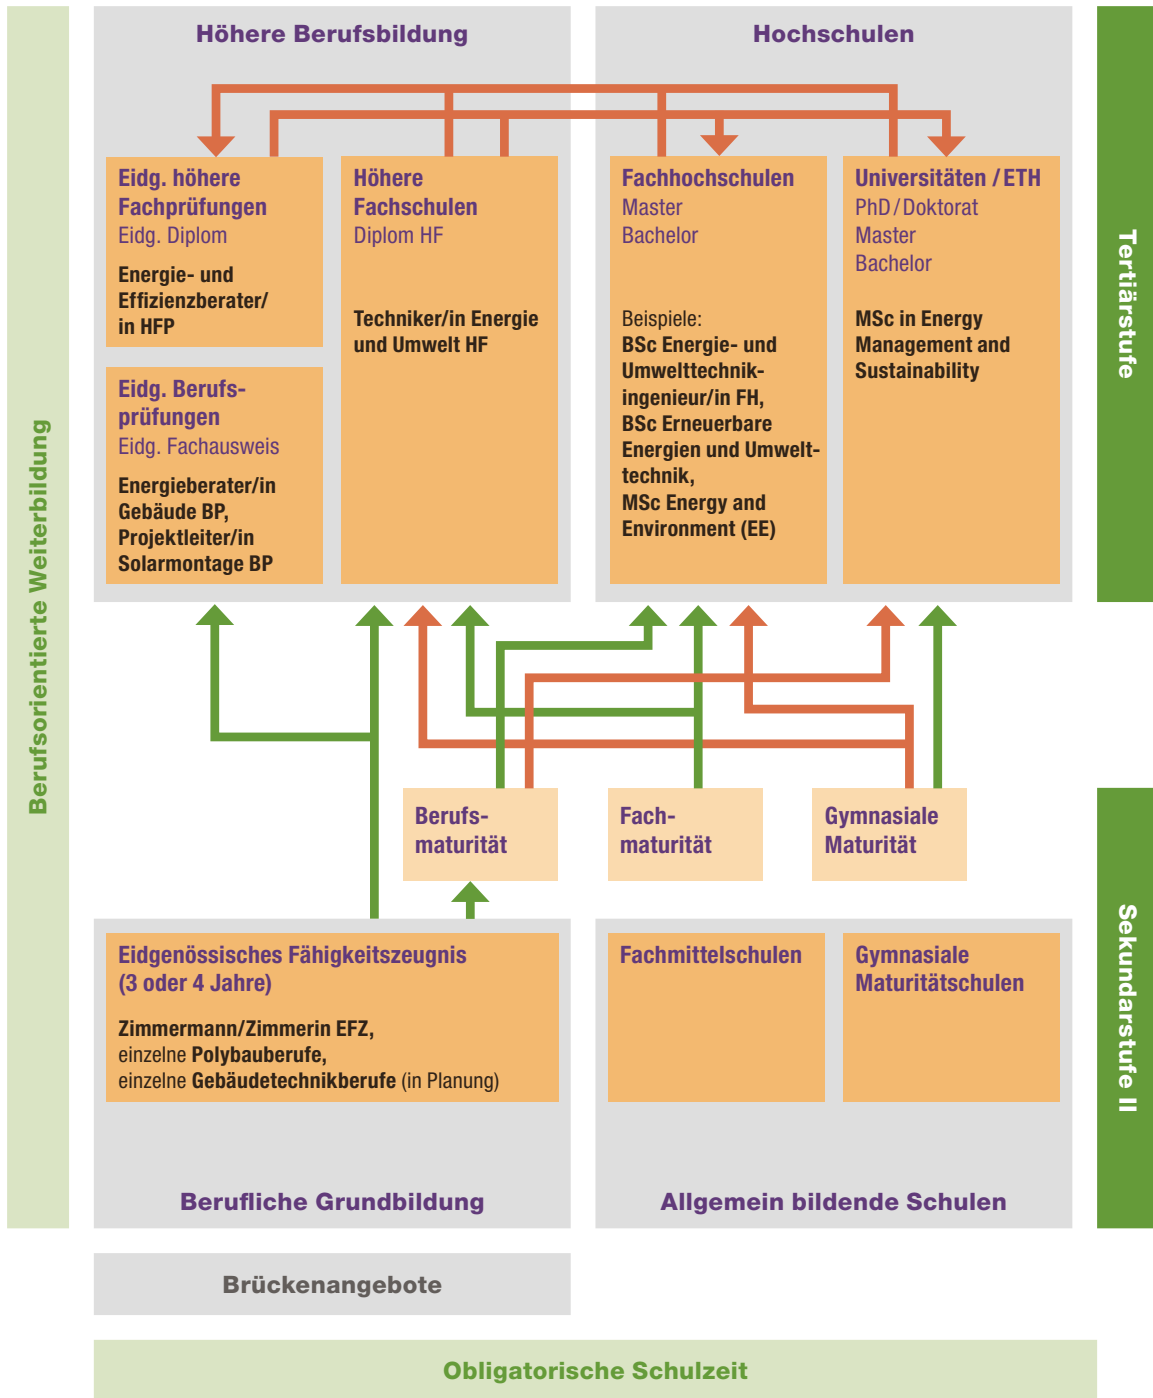 Höhere Berufsbildung
Hochschulen
Eidg. höhere
Fachprüfungen
Eidg. Diplom
Energie- und
Effizienzberater/
in HFP
Höhere
Fachschulen
Diplom HF
Techniker/in Energie
und Umwelt HF
Fachhochschulen
Master
Bachelor
Beispiele:
BSc Energie- und
Umwelttechnik-
ingenieur/in FH,
BSc Erneuerbare
Energien und Umwelt-
technik,
MSc Energy and
Environment (EE)
Universitäten / ETH
PhD / Doktorat
Master
Bachelor
MSc in Energy
Management and
Sustainability
Eidg. Berufs-
prüfungen
Eidg. Fachausweis
Energieberater/in
Gebäude BP,
Projektleiter/in
Solarmontage BP
Tertiärstufe
Berufsorientierte Weiterbildung
Berufs-
maturität
Fach-
maturität
Gymnasiale
Maturität
Eidgenössisches Fähigkeitszeugnis
(3 oder 4 Jahre)
Zimmermann/Zimmerin EFZ,
einzelne Polybauberufe,
einzelne Gebäudetechnikberufe (in Planung)
Fachmittelschulen
Gymnasiale
Maturitätschulen
Sekundarstufe II
Berufliche Grundbildung
Allgemein bildende Schulen
Brückenangebote
Obligatorische Schulzeit